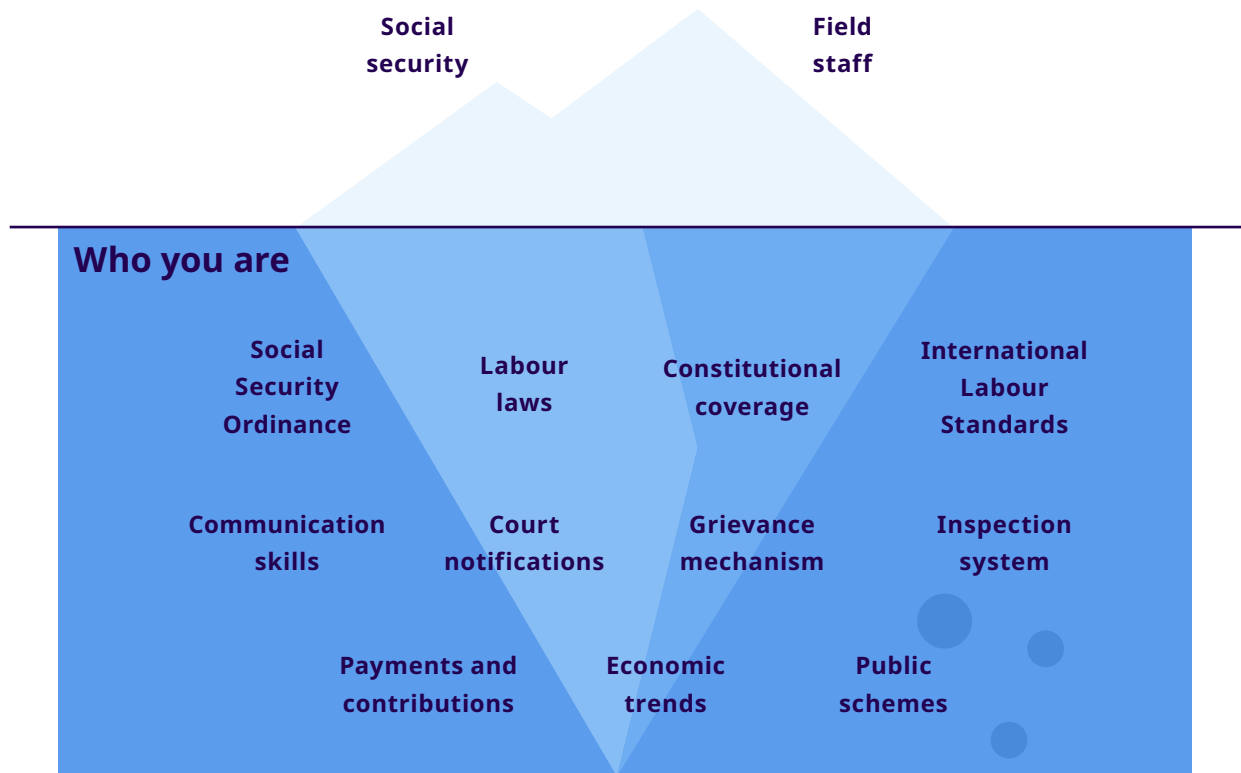 Social
security
Field
staff
Who you are
Social
Security
Ordinance
Labour
laws
Constitutional
coverage
International
Labour
Standards
Communication
skills
Court
notifications
Grievance
mechanism
Inspection
system
Payments and
contributions
Economic
trends
Public
schemes